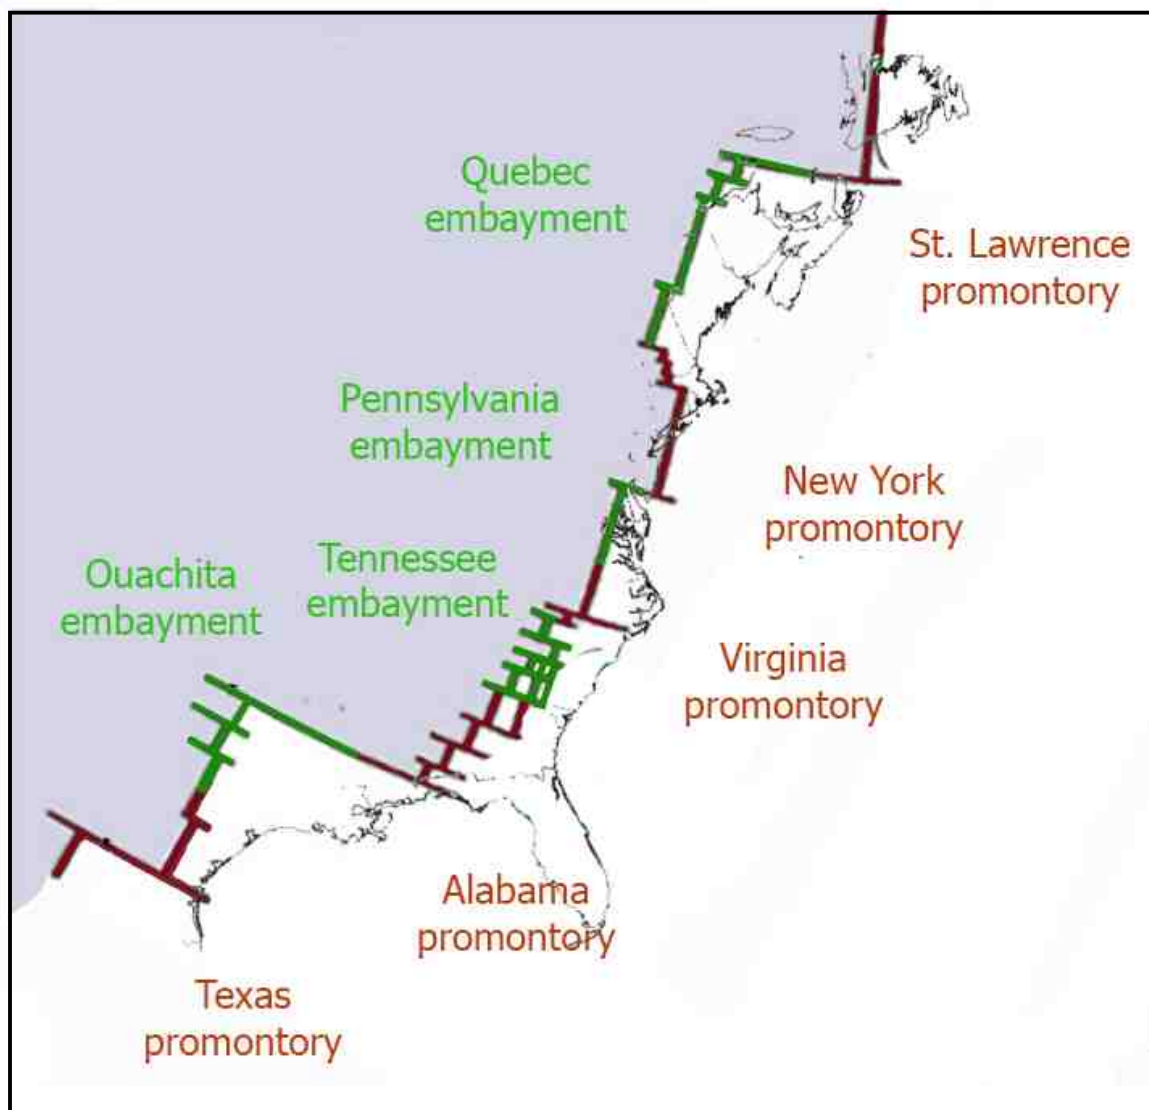 Quebec
embayment
St. Lawrence
promontory
Pennsylvania
embayment
New York
promontory
Tennessee
embayment
Ouachita
embayment
Virginia
promontory
Alabama
promontory
Texas
promontory